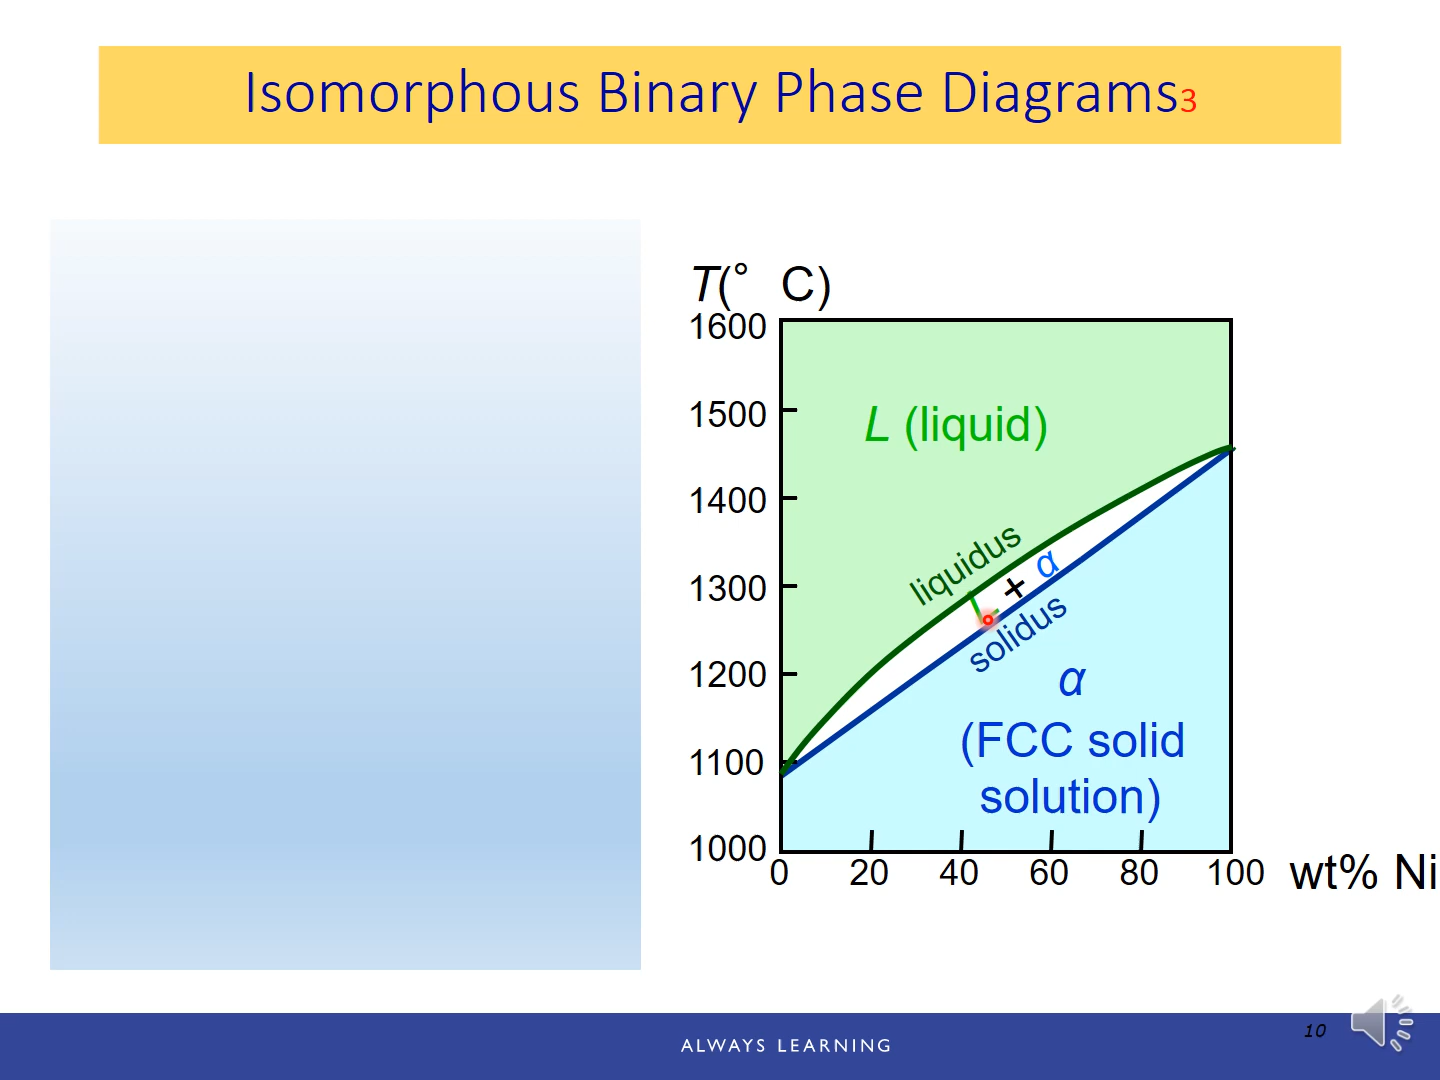 Isomorphous Binary Phase Diagrams3
T(° C)
1600
1500
1400
1300
1200
1100
1000
L (liquid)
liquidus
L + α
solidus
α
(FCC solid
solution)
0 20 40 60 80 100 wt% Ni
10
ALWAYS LEARNING